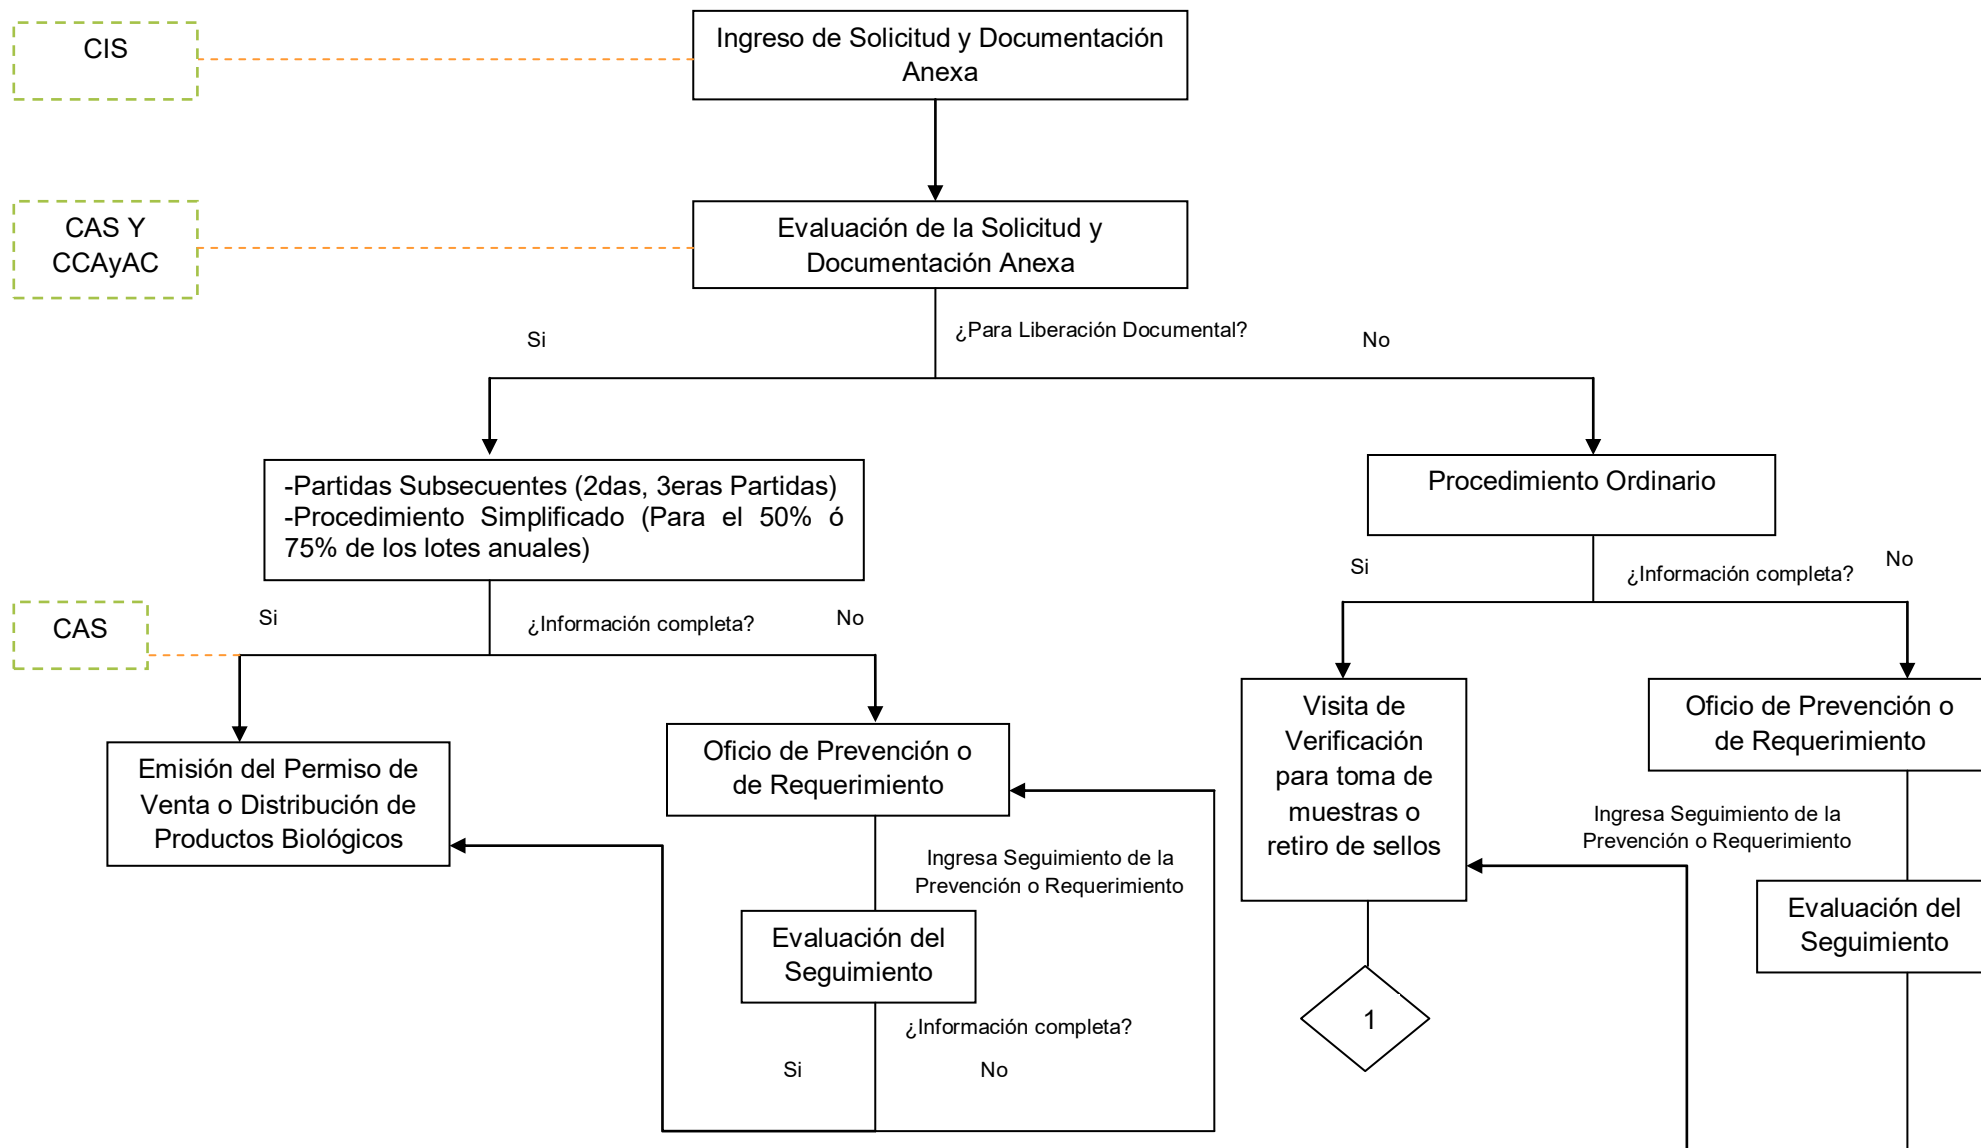 CIS
Ingreso de Solicitud y Documentación
Anexa
CAS Y
CCAyAC
Evaluación de la Solicitud y
Documentación Anexa
Si
¿Para Liberación Documental?
No
-Partidas Subsecuentes (2das, 3eras Partidas)
-Procedimiento Simplificado (Para el 50% ó
75% de los lotes anuales)
Procedimiento Ordinario
Si
¿Información completa?
No
CAS
Si
¿Información completa?
No
Emisión del Permiso de
Venta o Distribución de
Productos Biológicos
Oficio de Prevención o
de Requerimiento
Visita de
Verificación
para toma de
muestras o
retiro de sellos
Oficio de Prevención o
de Requerimiento
Ingresa Seguimiento de la
Prevención o Requerimiento
Ingresa Seguimiento de la
Prevención o Requerimiento
Evaluación del
Seguimiento
Evaluación del
Seguimiento
1
¿Información completa?
Si
No